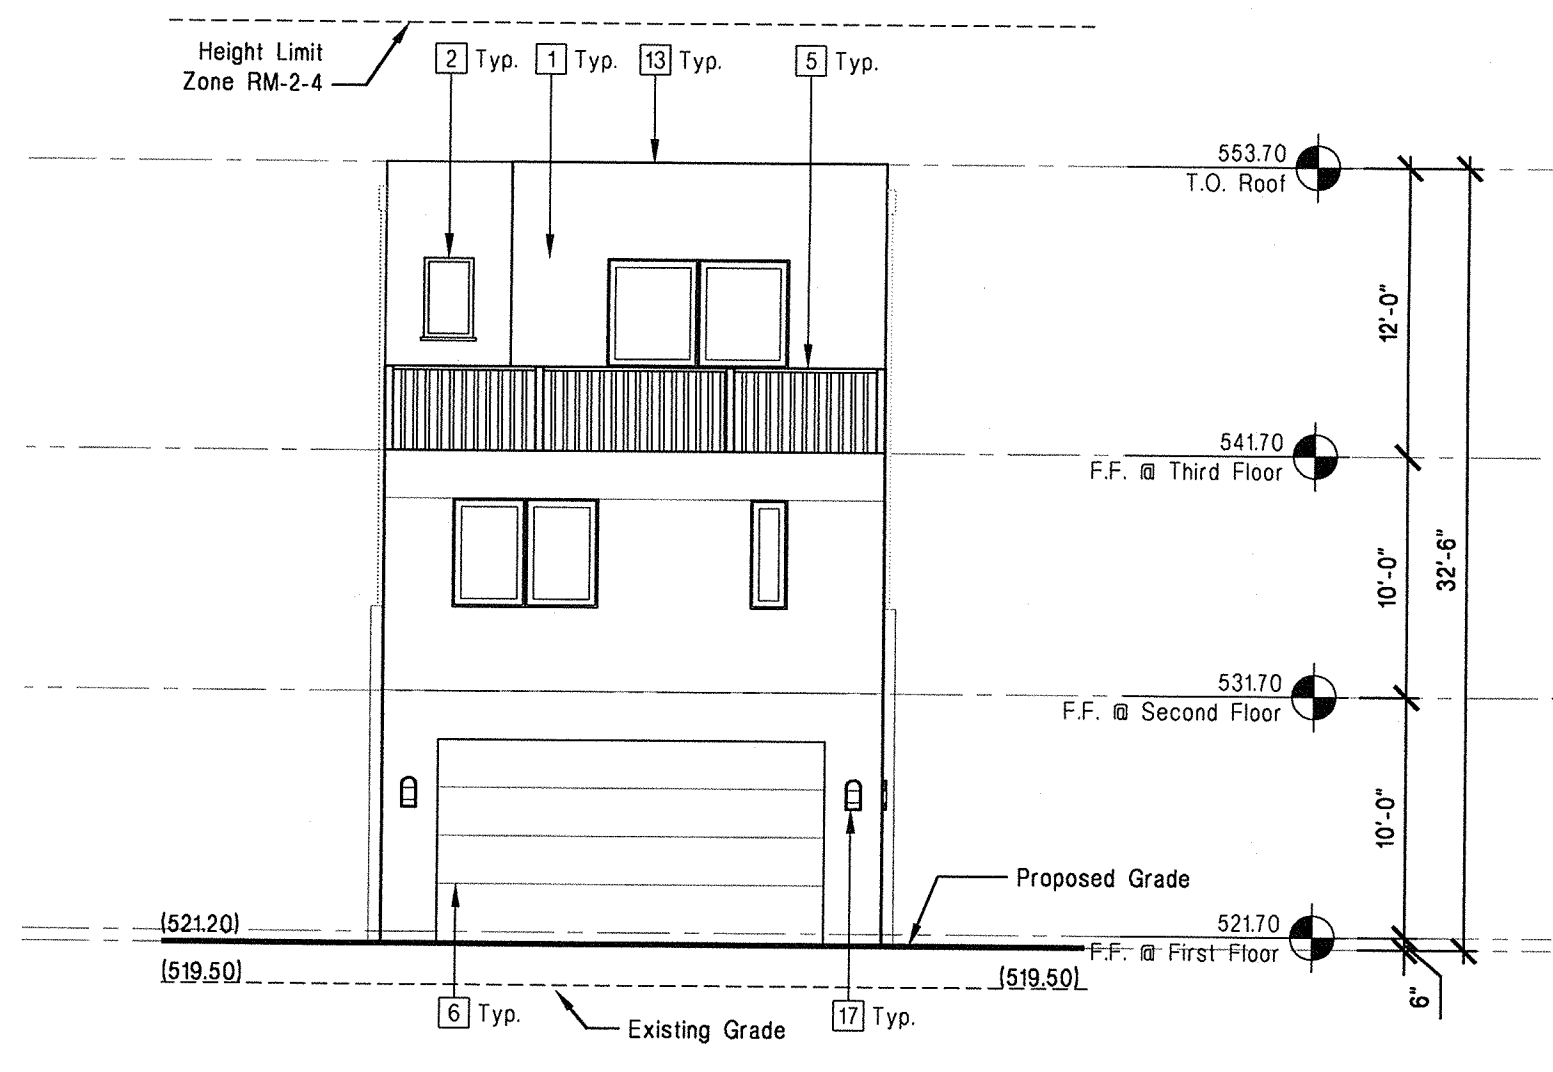 Height Limit
Zone RM-2-4
2 Typ.
1 Typ.
13 Typ.
5 Typ.
553.70
T.O. Roof
12'-0"
541.70
F.F. @ Third Floor
10'-0"
32'-6"
531.70
F.F. @ Second Floor
10'-0"
Proposed Grade
(521.20)
521.70
F.F. @ First Floor
(519.50)
(519.50)
6"
6 Typ.
17 Typ.
Existing Grade